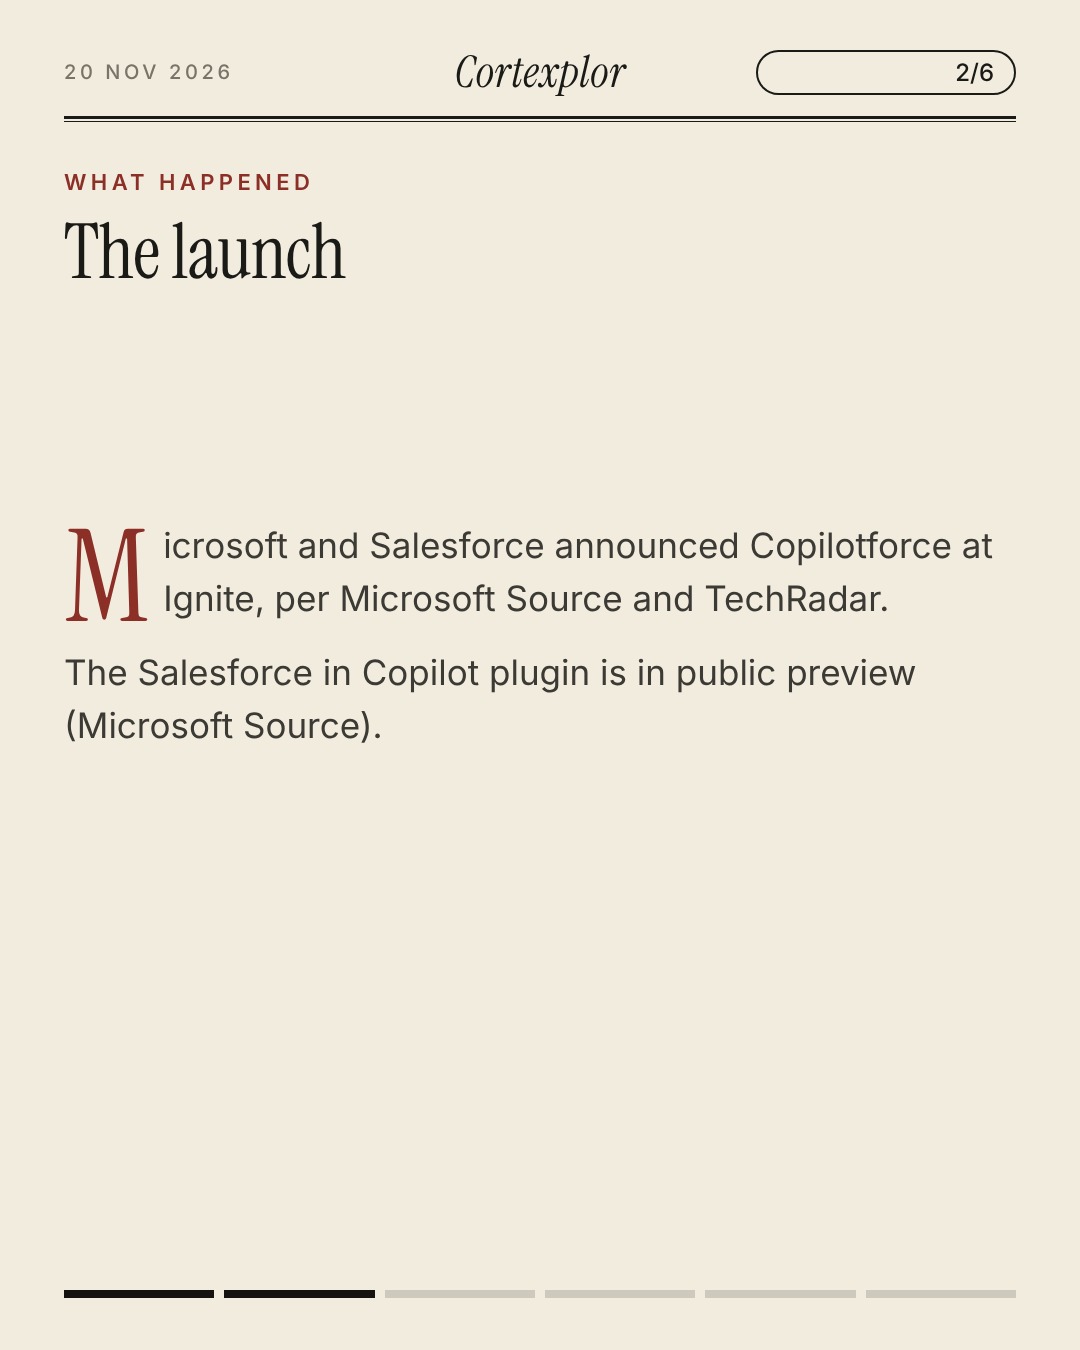 20 NOV 2026
Cortexplor
2/6
WHAT HAPPENED
The launch
Microsoft and Salesforce announced Copilotforce at
Ignite, per Microsoft Source and TechRadar.
The Salesforce in Copilot plugin is in public preview
(Microsoft Source).